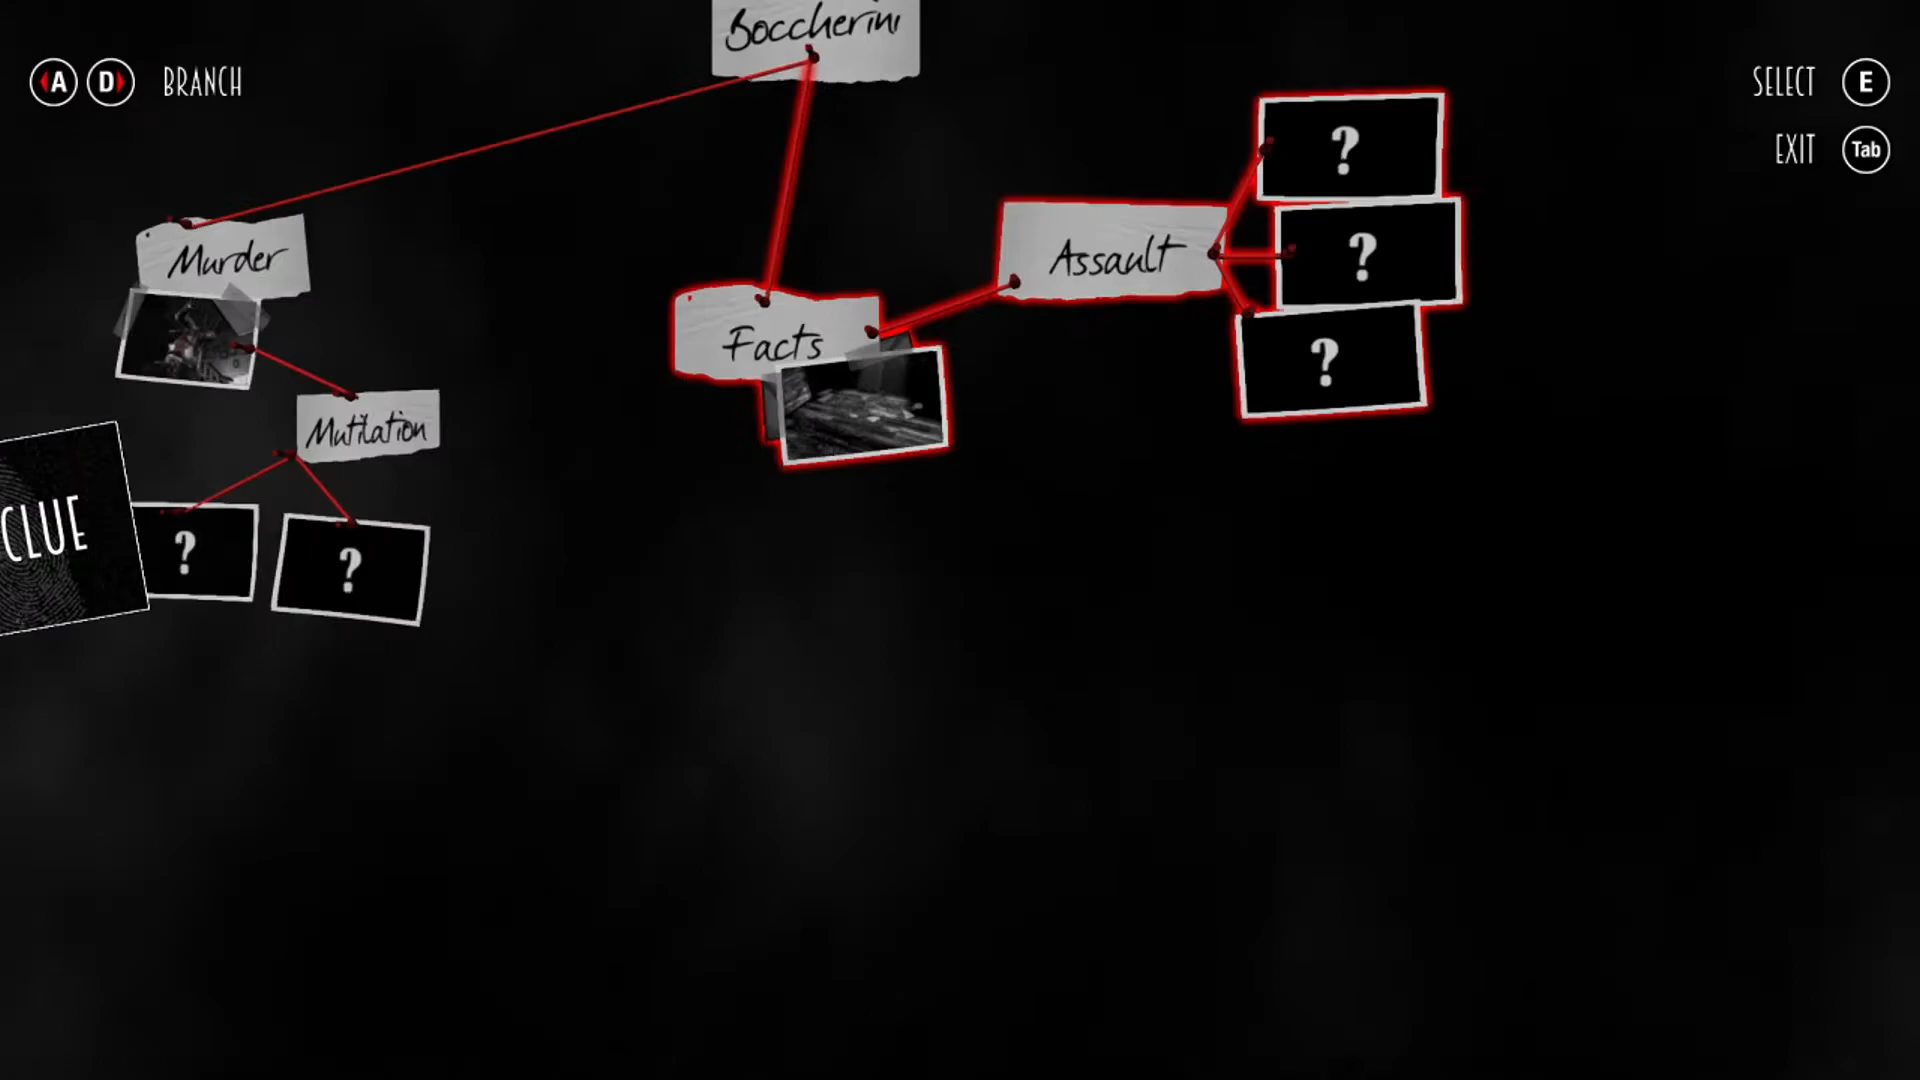 Boccherini
A D BRANCH
SELECT E
EXIT Tab
Murder
Assault
Facts
Mutilation
CLUE
?
?
?
?
?